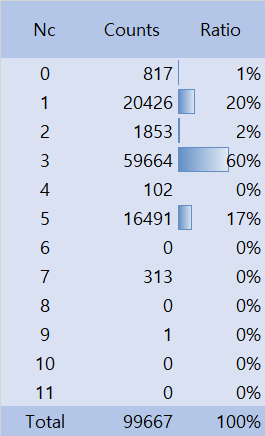 Nc Counts Ratio
0 817 1%
1 20426 20%
2 1853 2%
3 59664 60%
4 102 0%
5 16491 17%
6 0 0%
7 313 0%
8 0 0%
9 1 0%
10 0 0%
11 0 0%
Total 99667 100%